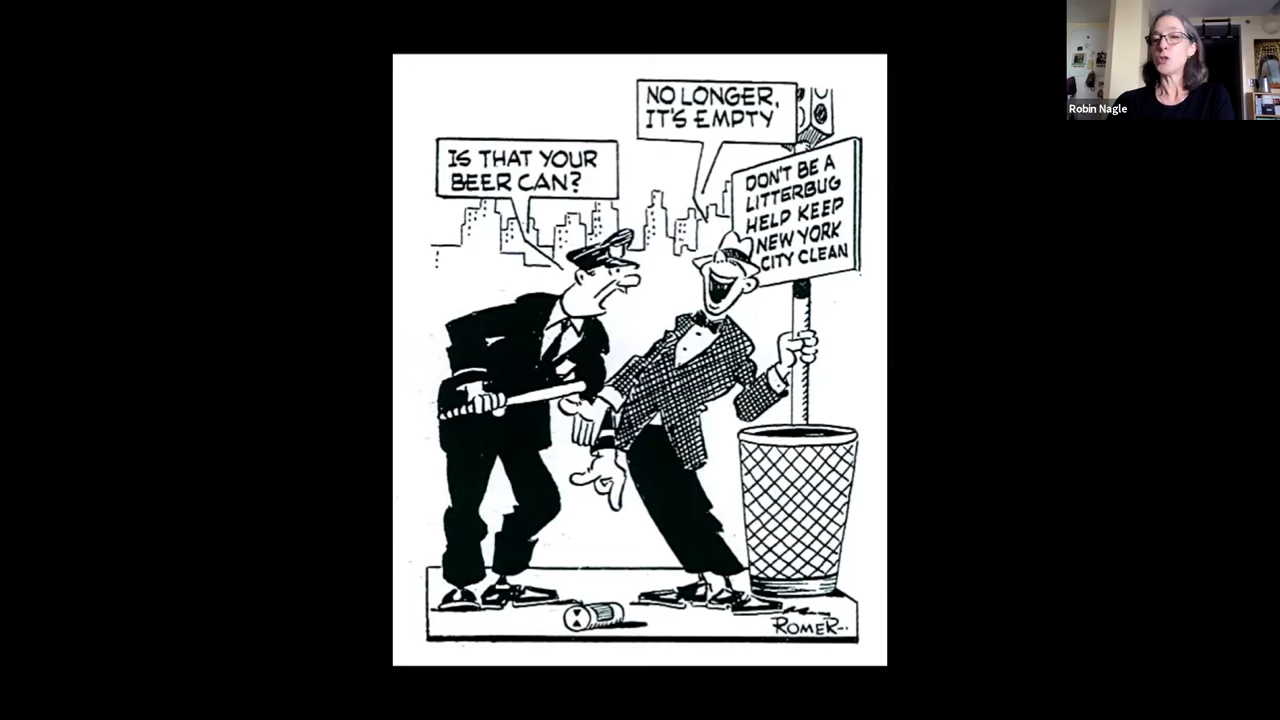 Robin Nagle
NO LONGER,
IT'S EMPTY
IS THAT YOUR
BEER CAN?
DON'T BE A
LITTERBUG
HELD KEEP
NEW YORK
CITY CLEAN
ROMER